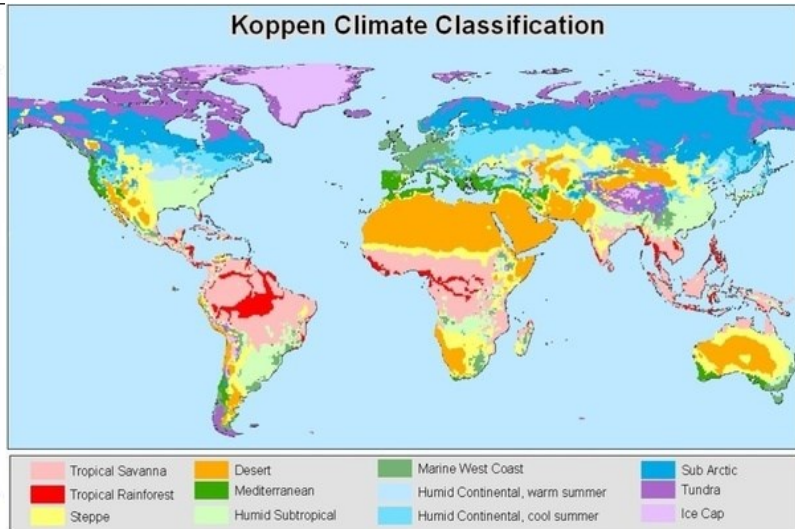 Koppen Climate Classification
Tropical Savanna
Tropical Rainforest
Steppe
Desert
Mediterranean
Humid Subtropical
Marine West Coast
Humid Continental, warm summer
Humid Continental, cool summer
Sub Arctic
Tundra
Ice Cap